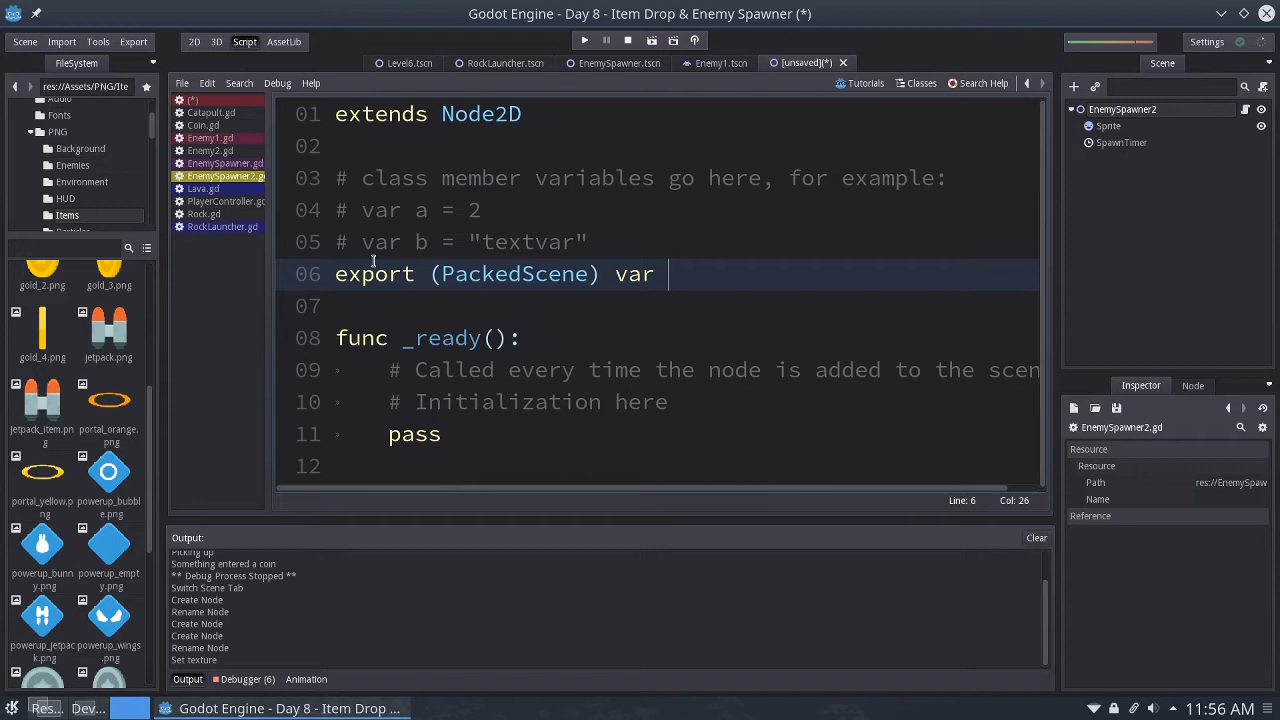 Godot Engine - Day 8 - Item Drop & Enemy Spawner (*)
Scene Import Tools Export
2D 3D Script AssetLib
Settings
FileSystem
Level6.tscn RockLauncher.tscn EnemySpawner.tscn Enemy1.tscn [unsaved](*)
Scene
res://Assets/PNG/Ite
File Edit Search Debug Help
Tutorials Classes Search Help
Audio
Fonts
PNG
Background
Enemies
Environment
HUD
Items
(*)
Catapult.gd
Coin.gd
Enemy1.gd
Enemy2.gd
EnemySpawner.gd
EnemySpawner2.g
Lava.gd
PlayerController.gd
Rock.gd
RockLauncher.gd
01 extends Node2D
02
03 # class member variables go here, for example:
04 # var a = 2
05 # var b = "textvar"
06 export (PackedScene) var
07
08 func _ready():
09 # Called every time the node is added to the scen
10 # Initialization here
11 pass
12
Line: 6 Col: 26
EnemySpawner2
Sprite
SpawnTimer
Inspector Node
EnemySpawner2.gd
Resource
Resource
Path res://EnemySpaw
Name
Reference
gold_2.png gold_3.png
gold_4.png jetpack.png
jetpack_item.pn
g
portal_orange.
png
portal_yellow.p
ng
powerup_bubbl
e.png
powerup_bunn
y.png
powerup_empt
y.png
powerup_jetpa
ck.png
powerup_wings
.png
Output:
Clear
Picking up
Something entered a coin
** Debug Process Stopped **
Switch Scene Tab
Create Node
Rename Node
Create Node
Create Node
Rename Node
Set texture
Output Debugger (6) Animation
Res... Dev... Godot Engine - Day 8 - Item Drop ...
11:56 AM